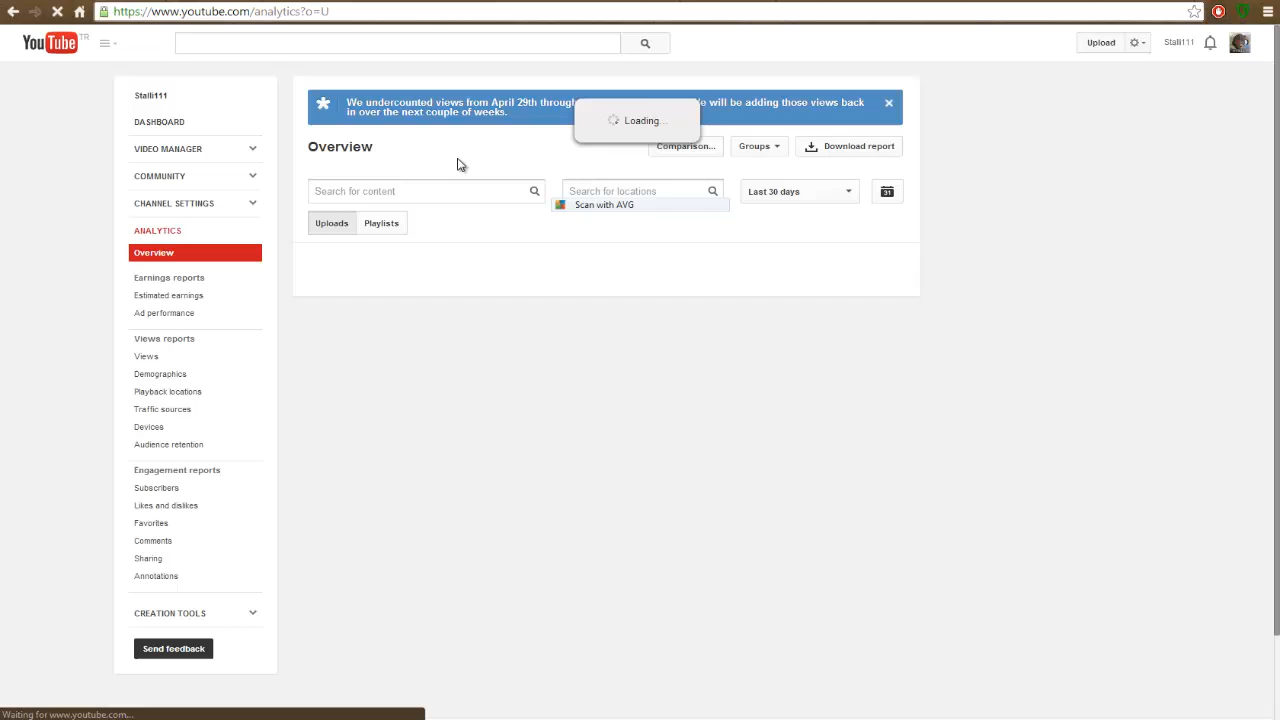 https://www.youtube.com/analytics?o=U
YouTube TR
Upload
Stalli111
Stalli111
DASHBOARD
VIDEO MANAGER
COMMUNITY
CHANNEL SETTINGS
ANALYTICS
Overview
Earnings reports
Estimated earnings
Ad performance
Views reports
Views
Demographics
Playback locations
Traffic sources
Devices
Audience retention
Engagement reports
Subscribers
Likes and dislikes
Favorites
Comments
Sharing
Annotations
CREATION TOOLS
Send feedback
We undercounted views from April 29th through e will be adding those views back
in over the next couple of weeks.
Loading...
Overview
Comparison...
Groups
Download report
Search for content
Search for locations
Last 30 days
31
Scan with AVG
Uploads
Playlists
Waiting for www.youtube.com...